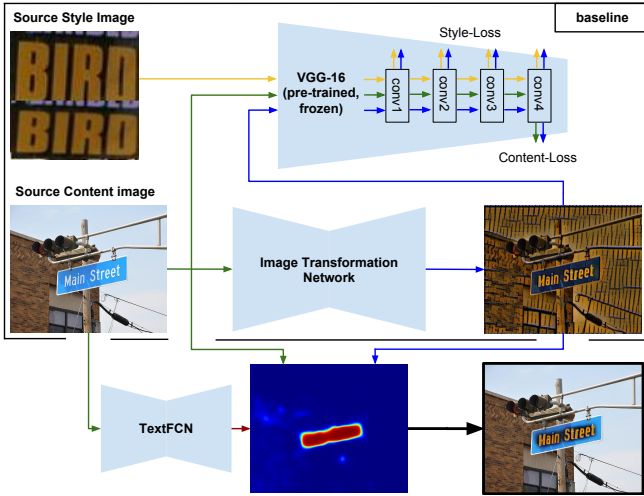 Source Style Image
baseline
Style-Loss
BIRD
BIRD
VGG-16
(pre-trained,
frozen)
conv1
conv2
conv3
conv4
Content-Loss
Source Content image
Main Street
Image Transformation
Network
Main Street
TextFCN
Main Street